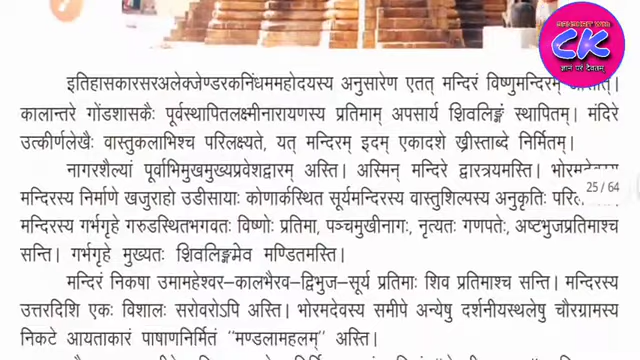 SANSKRIT With
CK
ज्ञान परं दैवतम्
इतिहासकारसरअलेक्जेण्डरकनिंधममहोदयस्य अनुसारेण एतत् मन्दिरं विष्णुमन्दिरम्
कालान्तरे गोंडशासकैः पूर्वस्थापितलक्ष्मीनारायणस्य प्रतिमाम् अपसार्य शिवलिङ्गं स्थापितम्। मंदिरे
उत्कीर्णलेखैः वास्तुकलाभिश्च परिलक्ष्यते, यत् मन्दिरम् इदम् एकादशे ख्रीस्ताब्दे निर्मितम्।
नागरशैल्यां पूर्वाभिमुखमुख्यप्रवेशद्वारम् अस्ति। अस्मिन् मन्दिरे द्वारत्रयमस्ति।
25 / 64
मन्दिरस्य निर्माणे खजुराहो उडीसायाः कोणार्कस्थित सूर्यमन्दिरस्य वास्तुशिल्पस्य अनुकृतिः
मन्दिरस्य गर्भगृहे गरुडस्थितभगवतः विष्णोः प्रतिमा, पञ्चमुखीनागः, नृत्यतः गणपतेः, अष्टभुजप्रतिमाश्च
सन्ति। गर्भगृहे मुख्यतः शिवलिङ्गमेव मण्डितमस्ति।
मन्दिरं निकषा उमामहेश्वर–कालभैरव–द्विभुज–सूर्य प्रतिमाः शिव प्रतिमाश्च सन्ति। मन्दिरस्य
उत्तरदिशि एकः विशालः सरोवरोऽपि अस्ति। भोरमदेवस्य समीपे अन्येषु दर्शनीयस्थलेषु चौरग्रामस्य
निकटे आयताकारं पाषाणनिर्मितं “मण्डलामहलम्” अस्ति।